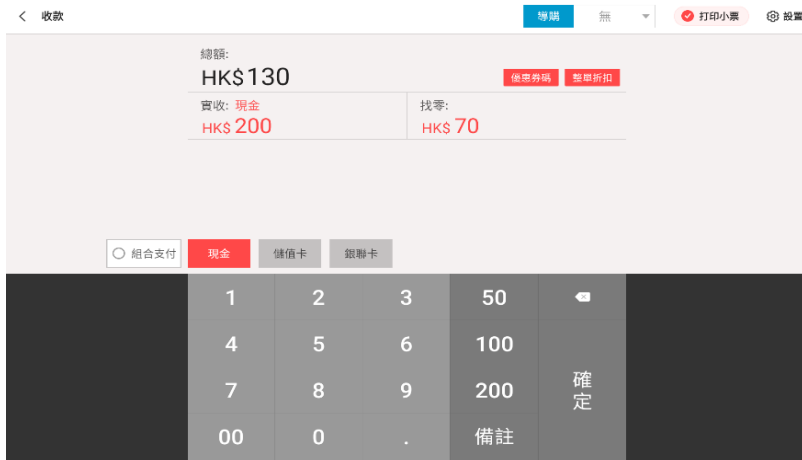 收款 導購 無 打印小票 設置
總額:
HK$130 優惠券碼 整單折扣
實收: 現金 找零:
HK$ 200 HK$ 70
組合支付 現金 儲值卡 銀聯卡
1 2 3 50
4 5 6 100
7 8 9 200 確定
00 0 . 備註